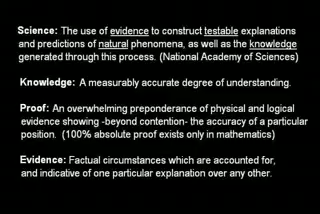 Science: The use of evidence to construct testable explanations
and predictions of natural phenomena, as well as the knowledge
generated through this process. (National Academy of Sciences)
Knowledge: A measurably accurate degree of understanding.
Proof: An overwhelming preponderance of physical and logical
evidence showing -beyond contention- the accuracy of a particular
position. (100% absolute proof exists only in mathematics)
Evidence: Factual circumstances which are accounted for,
and indicative of one particular explanation over any other.